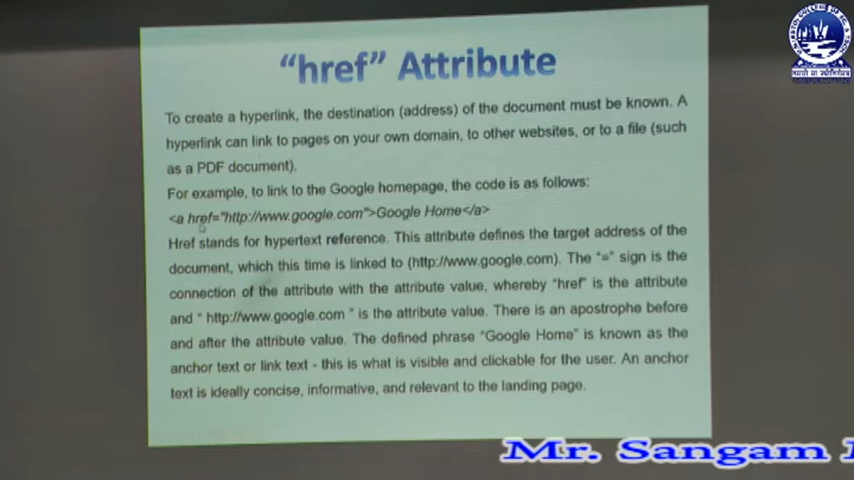 “href” Attribute
To create a hyperlink, the destination (address) of the document must be known. A
hyperlink can link to pages on your own domain, to other websites, or to a file (such
as a PDF document).
For example, to link to the Google homepage, the code is as follows:
<a href="http://www.google.com">Google Home</a>
Href stands for hypertext reference. This attribute defines the target address of the
document, which this time is linked to (http://www.google.com). The “=” sign is the
connection of the attribute with the attribute value, whereby “href” is the attribute
and “ http://www.google.com ” is the attribute value. There is an apostrophe before
and after the attribute value. The defined phrase “Google Home” is known as the
anchor text or link text - this is what is visible and clickable for the user. An anchor
text is ideally concise, informative, and relevant to the landing page.
Mr. Sangam